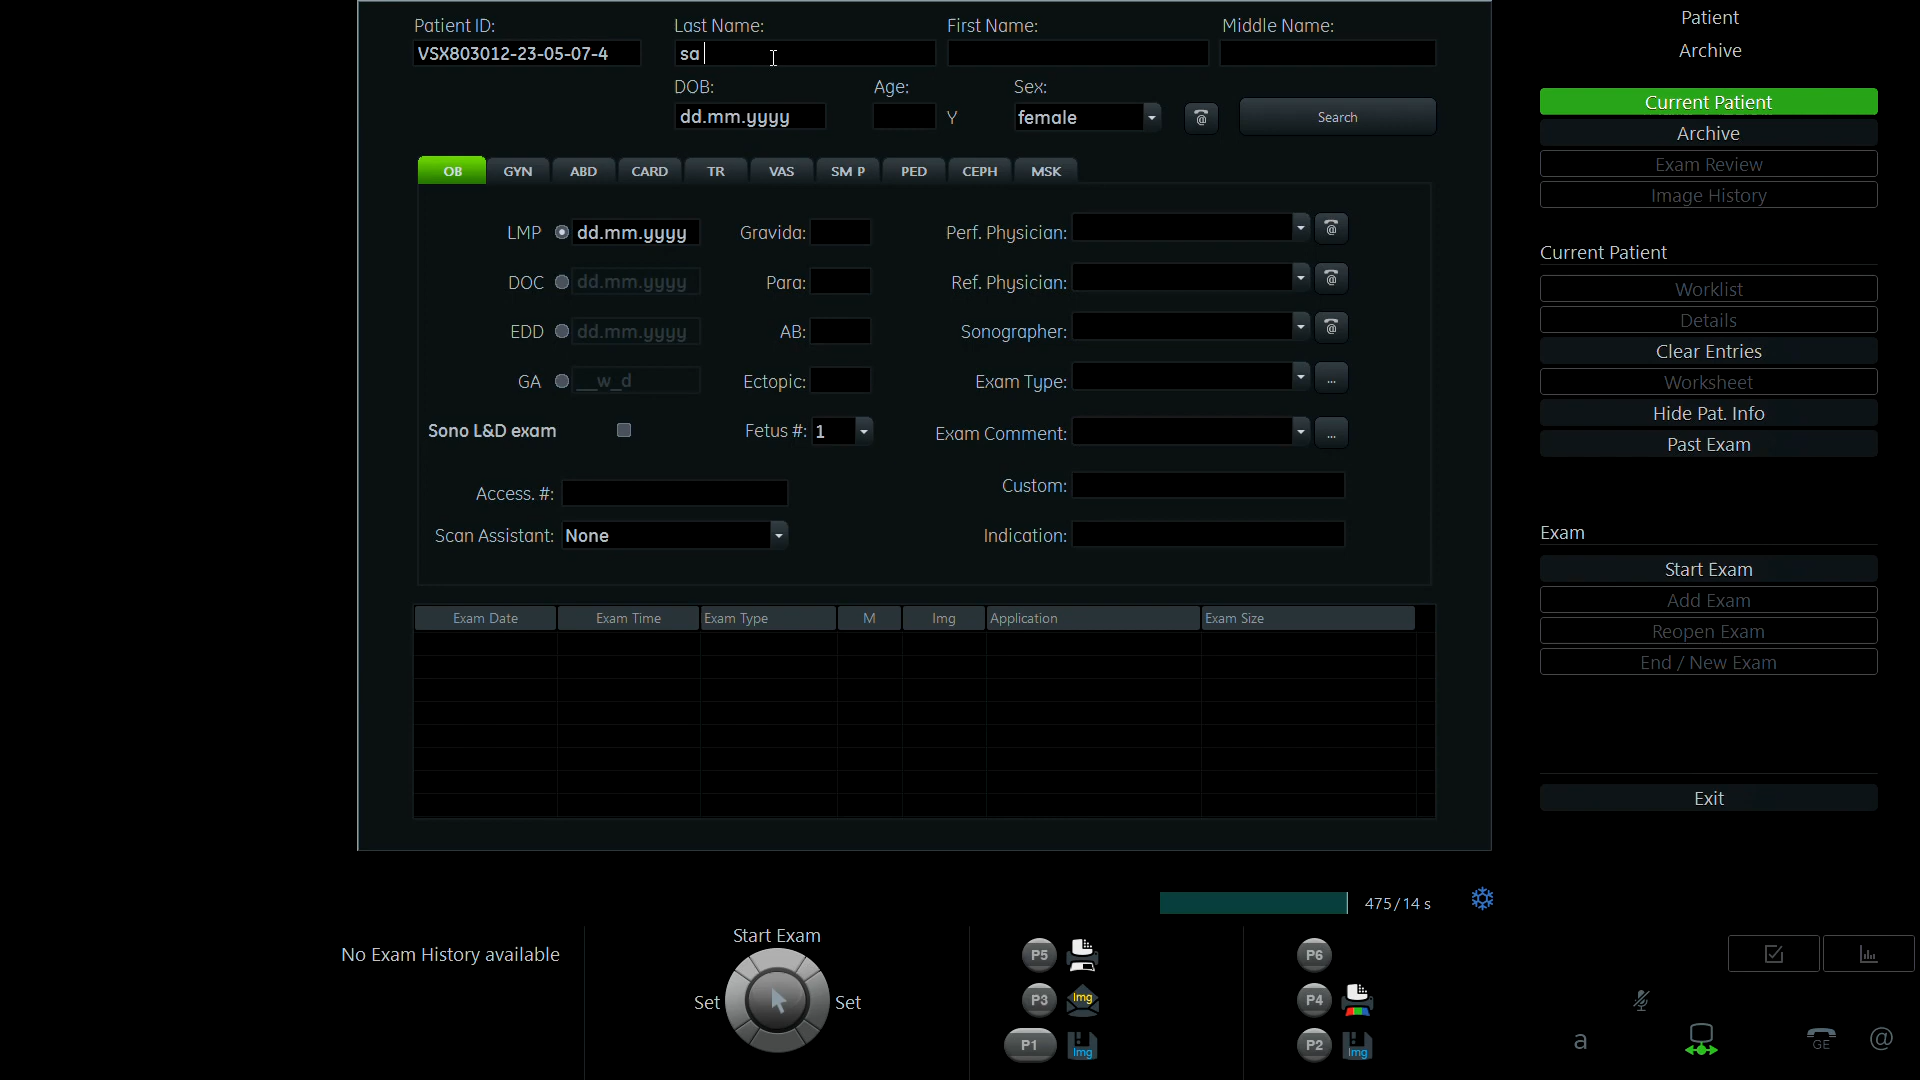 Patient ID: Last Name: First Name: Middle Name:
VSX803012-23-05-07-4 sa
DOB: Age: Sex:
dd.mm.yyyy Y female @ Search
OB GYN ABD CARD TR VAS SM P PED CEPH MSK
LMP dd.mm.yyyy Gravida: Perf. Physician: @
DOC dd.mm.yyyy Para: Ref. Physician: @
EDD dd.mm.yyyy AB: Sonographer: @
GA __w_d Ectopic: Exam Type: ...
Sono L&D exam Fetus #: 1 Exam Comment: ...
Access. #: Custom:
Scan Assistant: None Indication:
Exam Date Exam Time Exam Type M Img Application Exam Size
475/14 s
No Exam History available
Start Exam
Set Set
P5
P3 Img
P1 Img
P6
P4
P2 Img
Patient
Archive
Current Patient
Archive
Exam Review
Image History
Current Patient
Worklist
Details
Clear Entries
Worksheet
Hide Pat. Info
Past Exam
Exam
Start Exam
Add Exam
Reopen Exam
End / New Exam
Exit
a GE @